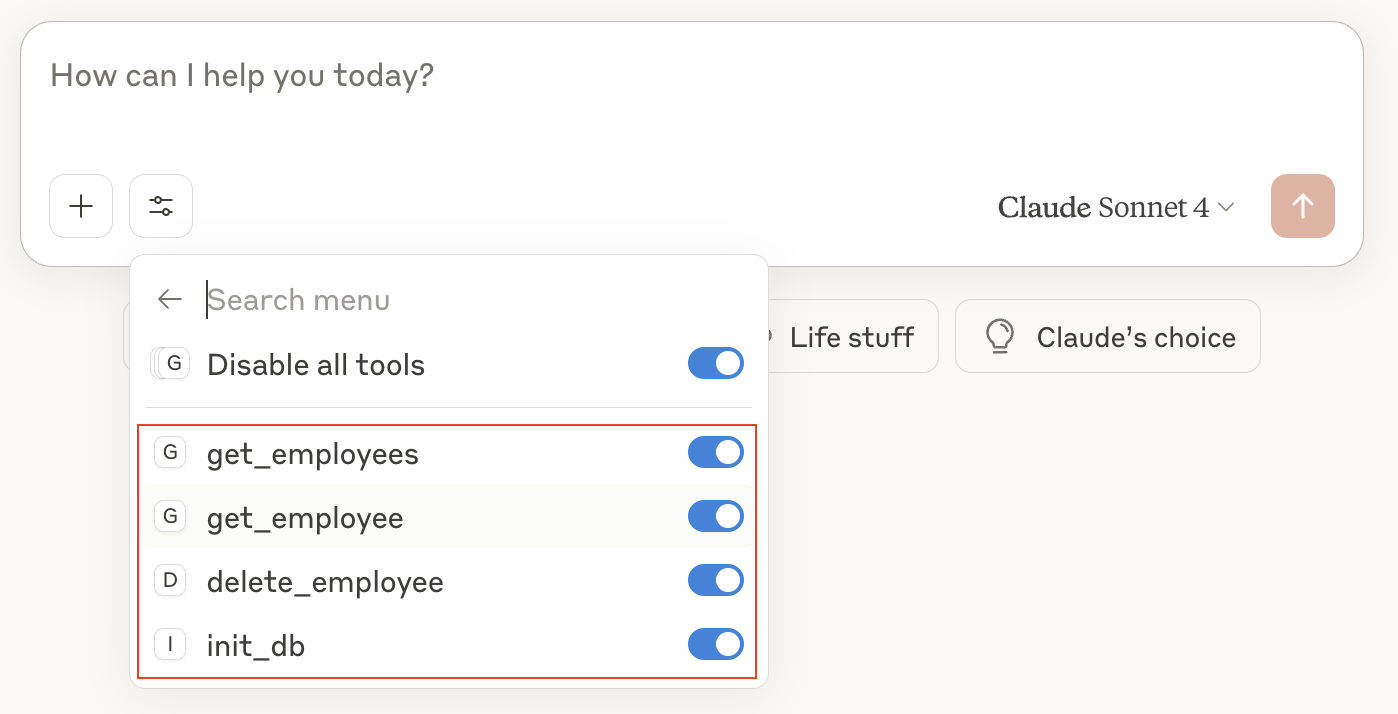 How can I help you today?
Claude Sonnet 4
Search menu
G Disable all tools
Life stuff
Claude’s choice
G get_employees
G get_employee
D delete_employee
I init_db